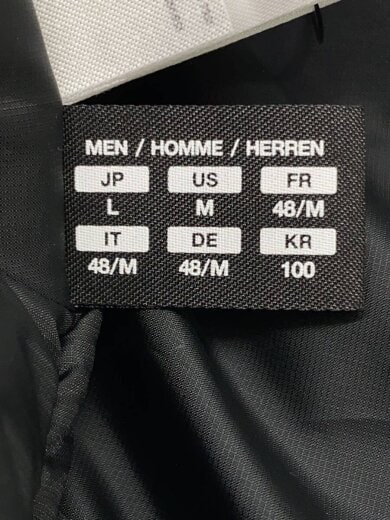 MEN / HOMME / HERREN
JP US FR
L M 48/M
IT DE KR
48/M 48/M 100